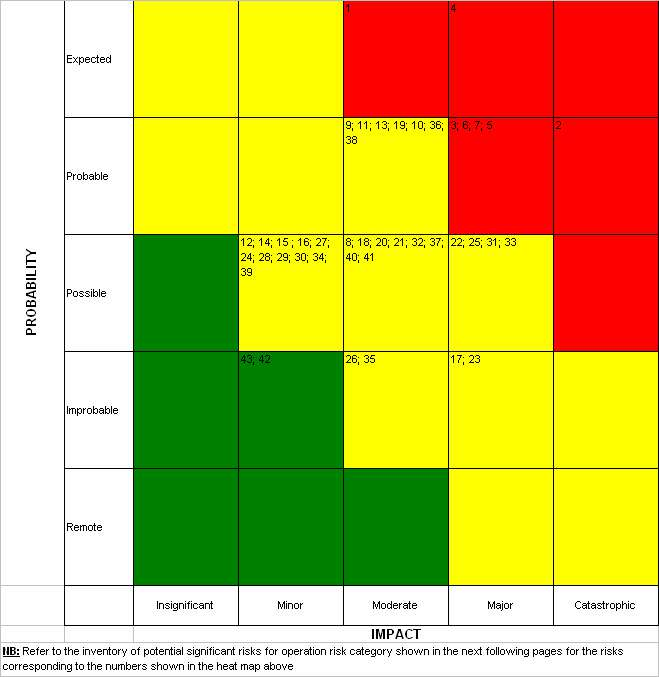 1
4
Expected
9; 11; 13; 19; 10; 36;
38
3; 6; 7; 5
2
Probable
12; 14; 15 ; 16; 27;
24; 28; 29; 30; 34;
39
8; 18; 20; 21; 32; 37;
40; 41
22; 25; 31; 33
Possible
PROBABILITY
43; 42
26; 35
17; 23
Improbable
Remote
Insignificant
Minor
Moderate
Major
Catastrophic
IMPACT
NB: Refer to the inventory of potential significant risks for operation risk category shown in the next following pages for the risks
corresponding to the numbers shown in the heat map above